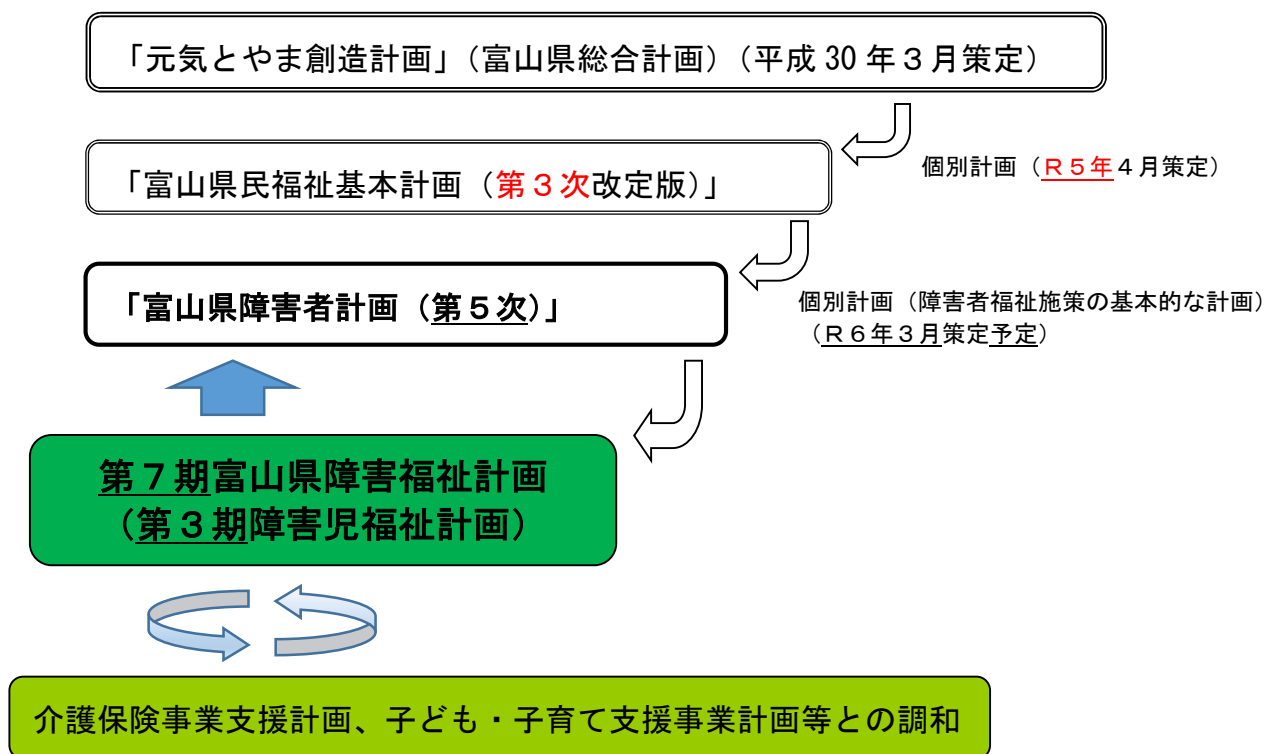 「元気とやま創造計画」（富山県総合計画）（平成 30 年３月策定）
個別計画（Ｒ５年４月策定）
「富山県民福祉基本計画（第３次改定版）」
「富山県障害者計画（第５次）」
個別計画（障害者福祉施策の基本的な計画）
（Ｒ６年３月策定予定）
第７期富山県障害福祉計画
（第３期障害児福祉計画）
介護保険事業支援計画、子ども・子育て支援事業計画等との調和